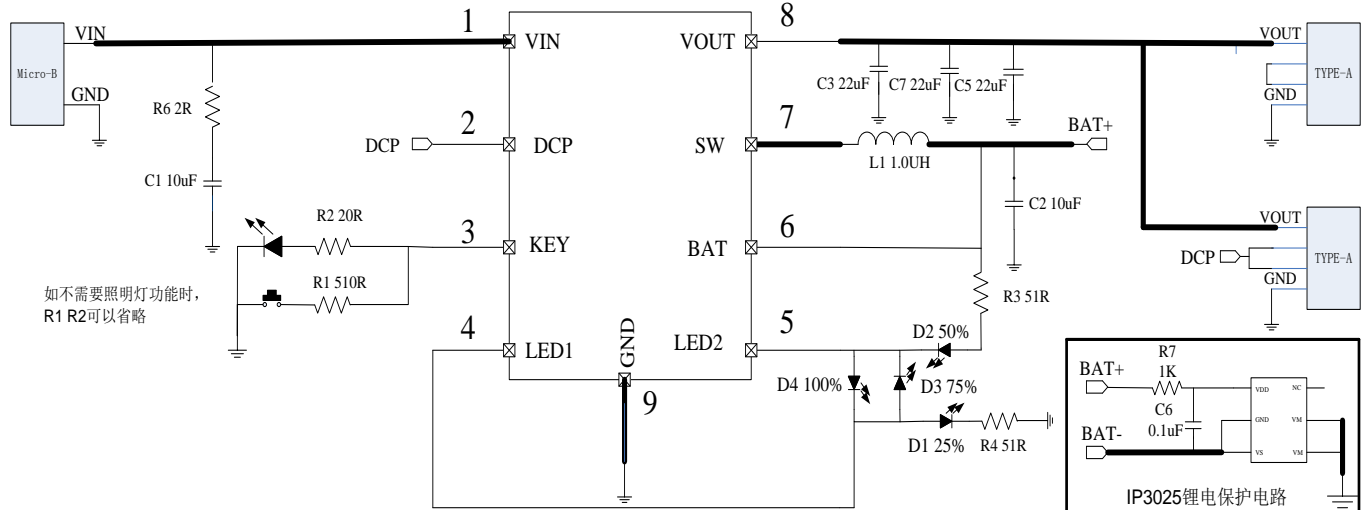 Micro-B
VIN
GND
R6 2R
C1 10uF
1
VIN
2
DCP
DCP
R2 20R
3
KEY
R1 510R
如不需要照明灯功能时，
R1 R2可以省略
4
LED1
GND
9
8
VOUT
C3 22uF
C7 22uF
C5 22uF
7
SW
L1 1.0UH
BAT+
C2 10uF
6
BAT
R3 51R
5
LED2
D2 50%
D4 100%
D3 75%
D1 25%
R4 51R
VOUT
TYPE-A
GND
VOUT
DCP
TYPE-A
GND
BAT+
R7
1K
C6
0.1uF
BAT-
VDD
NC
GND
VM
VS
VM
IP3025锂电保护电路